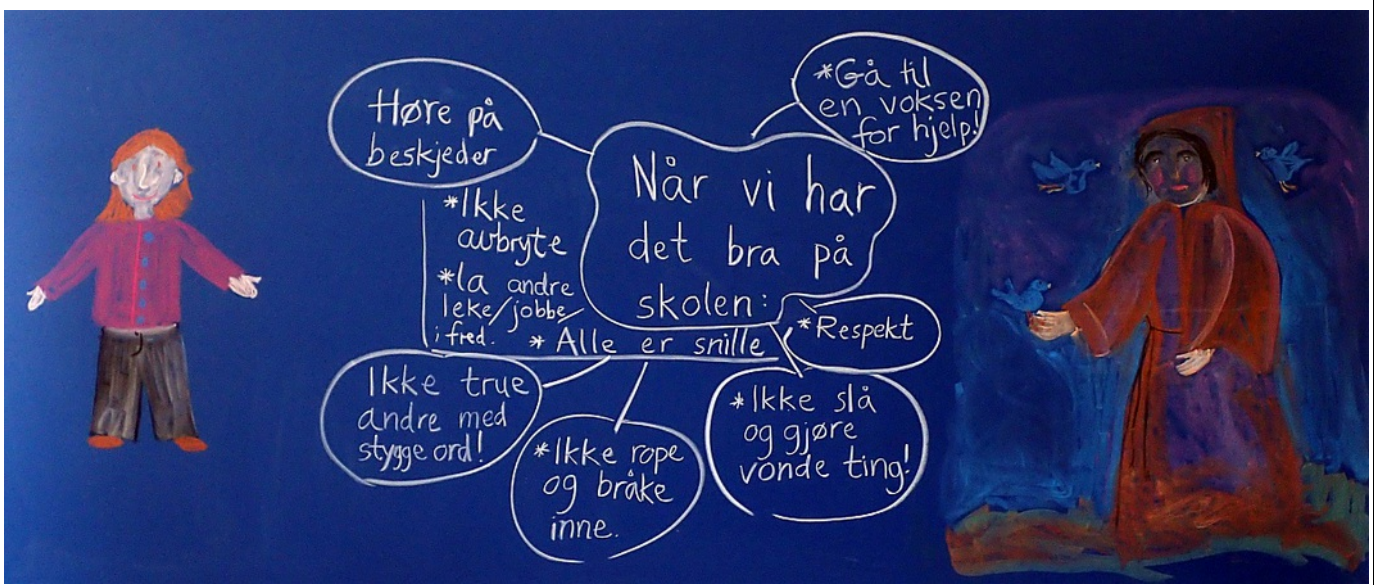 Når vi har
det bra på
skolen:
Høre på
beskjeder
*Gå til
en voksen
for hjelp!
*Ikke
avbryte
*la andre
leke/jobbe
i fred.
* Alle er snille
*Respekt
Ikke true
andre med
stygge ord!
*Ikke rope
og bråke
inne.
*Ikke slå
og gjøre
vonde ting!